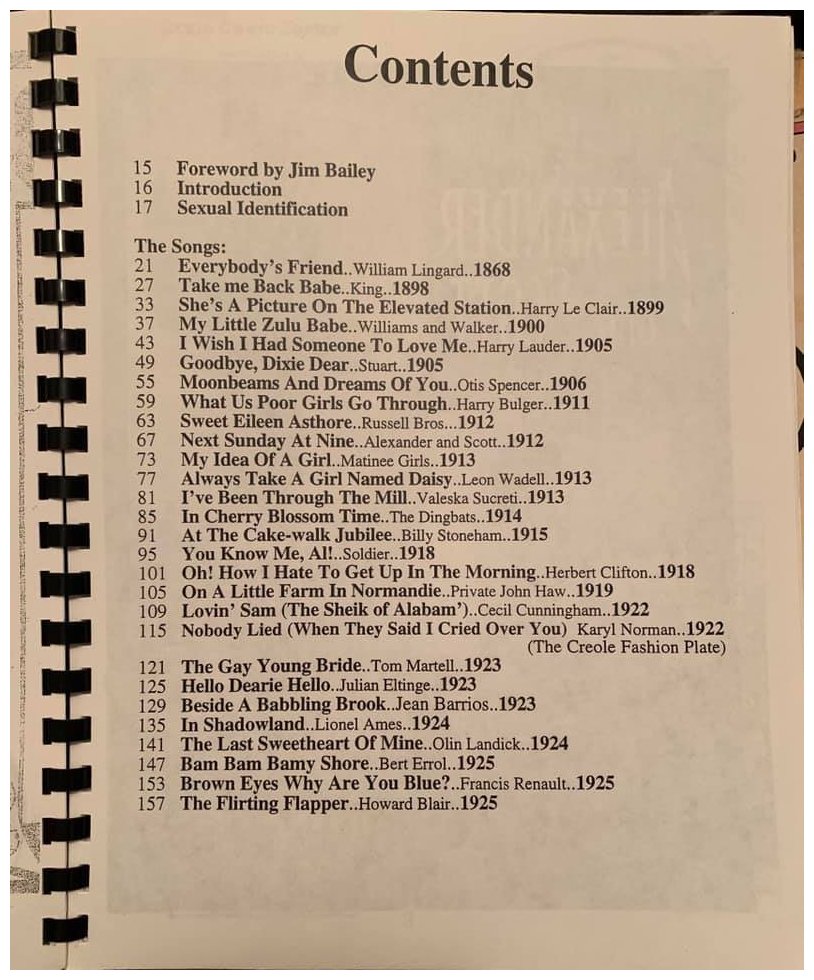 Contents
15 Foreword by Jim Bailey
16 Introduction
17 Sexual Identification
The Songs:
21 Everybody's Friend..William Lingard..1868
27 Take me Back Babe..King..1898
33 She's A Picture On The Elevated Station..Harry Le Clair..1899
37 My Little Zulu Babe..Williams and Walker..1900
43 I Wish I Had Someone To Love Me..Harry Lauder..1905
49 Goodbye, Dixie Dear..Stuart..1905
55 Moonbeams And Dreams Of You..Otis Spencer..1906
59 What Us Poor Girls Go Through..Harry Bulger..1911
63 Sweet Eileen Asthore..Russell Bros...1912
67 Next Sunday At Nine..Alexander and Scott..1912
73 My Idea Of A Girl..Matinee Girls..1913
77 Always Take A Girl Named Daisy..Leon Wadell..1913
81 I've Been Through The Mill..Valeska Sucreti..1913
85 In Cherry Blossom Time..The Dingbats..1914
91 At The Cake-walk Jubilee..Billy Stoneham..1915
95 You Know Me, Al!..Soldier..1918
101 Oh! How I Hate To Get Up In The Morning..Herbert Clifton..1918
105 On A Little Farm In Normandie..Private John Haw..1919
109 Lovin' Sam (The Sheik of Alabam')..Cecil Cunningham..1922
115 Nobody Lied (When They Said I Cried Over You) Karyl Norman..1922
(The Creole Fashion Plate)
121 The Gay Young Bride..Tom Martell..1923
125 Hello Dearie Hello..Julian Eltinge..1923
129 Beside A Babbling Brook..Jean Barrios..1923
135 In Shadowland..Lionel Ames..1924
141 The Last Sweetheart Of Mine..Olin Landick..1924
147 Bam Bam Bamy Shore..Bert Errol..1925
153 Brown Eyes Why Are You Blue?..Francis Renault..1925
157 The Flirting Flapper..Howard Blair..1925